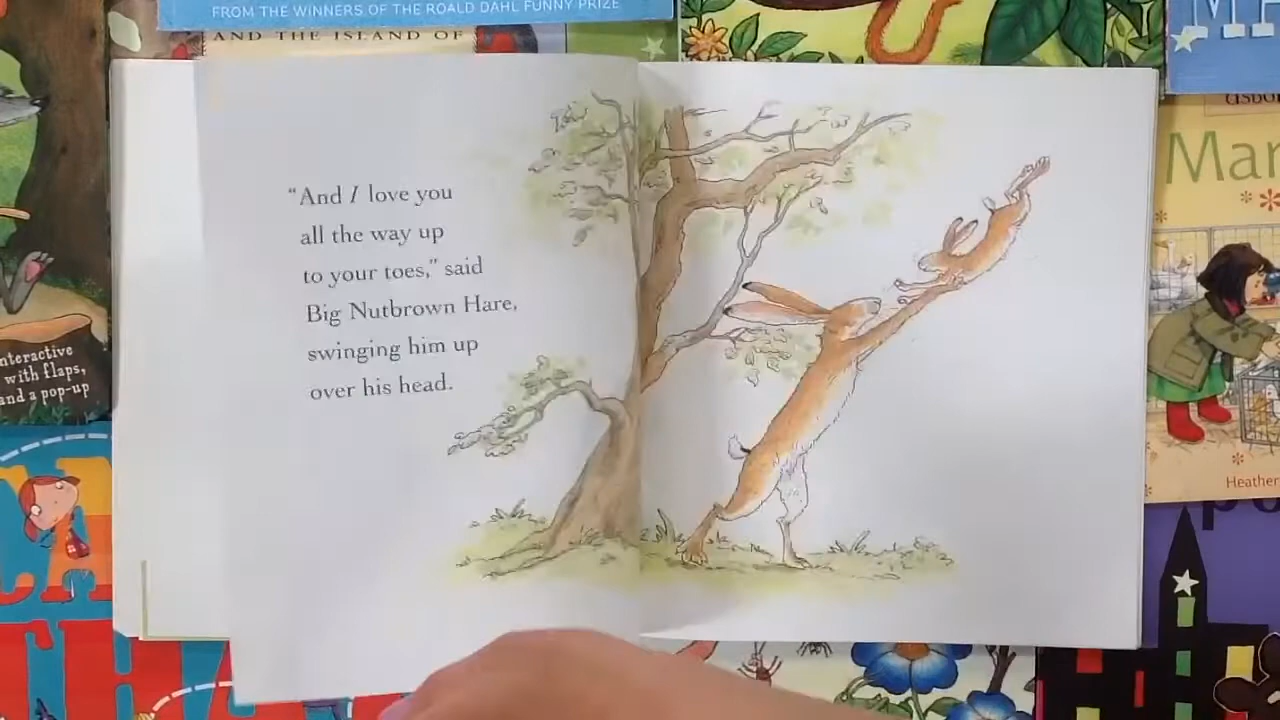 FROM THE WINNERS OF THE ROALD DAHL FUNNY PRIZE
AND THE ISLAND OF
"And I love you
all the way up
to your toes," said
Big Nutbrown Hare,
swinging him up
over his head.
with flaps,
and a pop-up
Heather